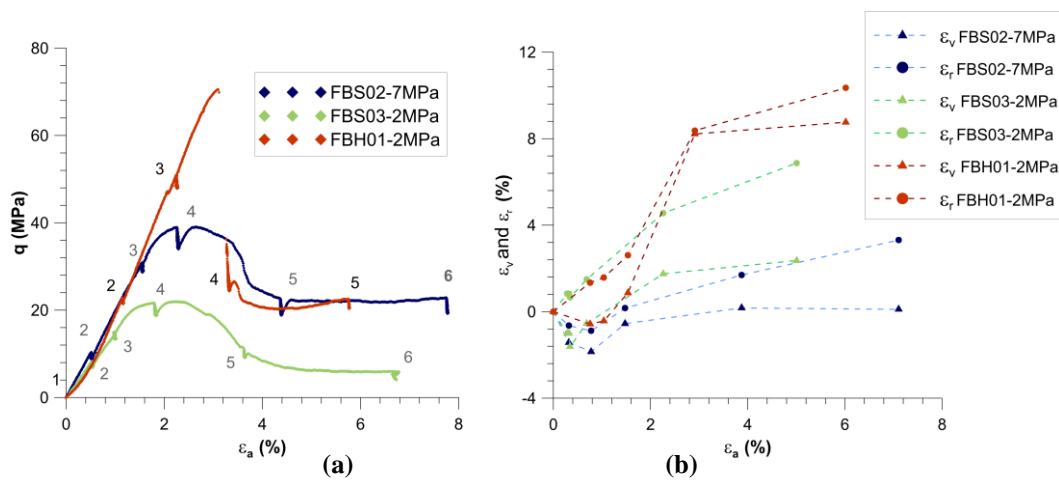 80
60
40
20
0
q (MPa)
0 2 4 6 8
εa (%)
FBS02-7MPa
FBS03-2MPa
FBH01-2MPa
1
2
2
2
3
3
3
4
4
4
5
5
5
6
6
(a)
12
8
4
0
-4
εv and εr (%)
0 2 4 6 8
εa (%)
εv FBS02-7MPa
εr FBS02-7MPa
εv FBS03-2MPa
εr FBS03-2MPa
εv FBH01-2MPa
εr FBH01-2MPa
(b)